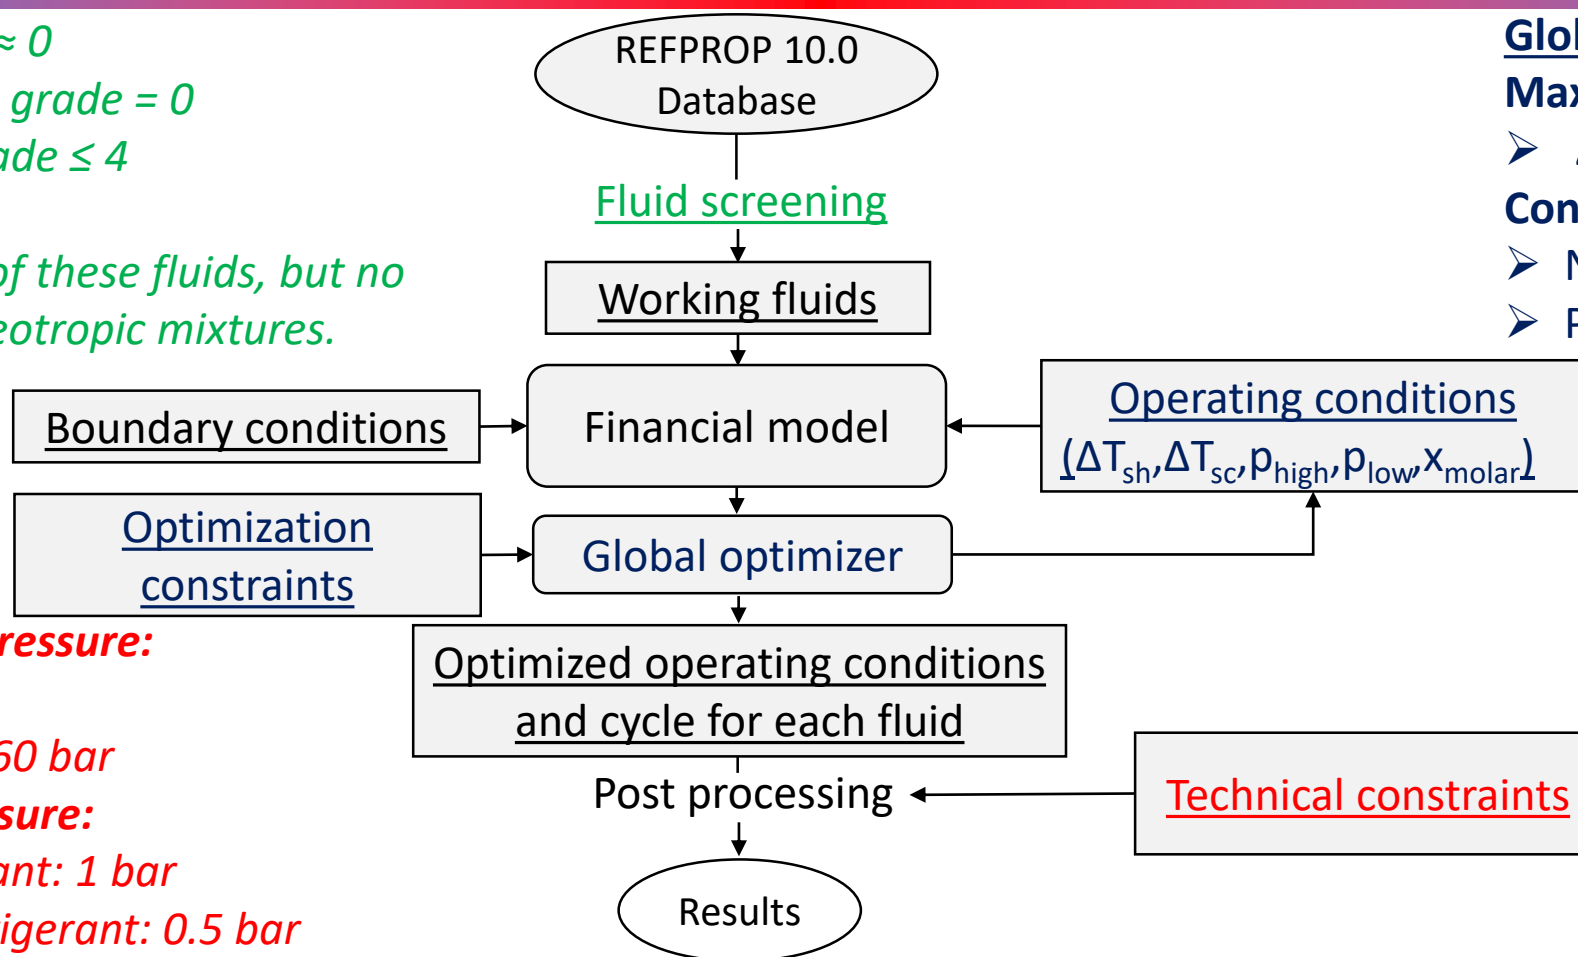 ≈ 0
grade = 0
ade ≤ 4
of these fluids, but no
eotropic mixtures.
REFPROP 10.0
Database
Fluid screening
Working fluids
Financial model
Boundary conditions
Operating conditions
(ΔTsh,ΔTsc,phigh,plow,xmolar)
Optimization
constraints
Global optimizer
Optimized operating conditions
and cycle for each fluid
Post processing
Technical constraints
Results
ressure:
60 bar
sure:
ant: 1 bar
igerant: 0.5 bar
Glo
Max
➢
Con
➢ N
➢ P